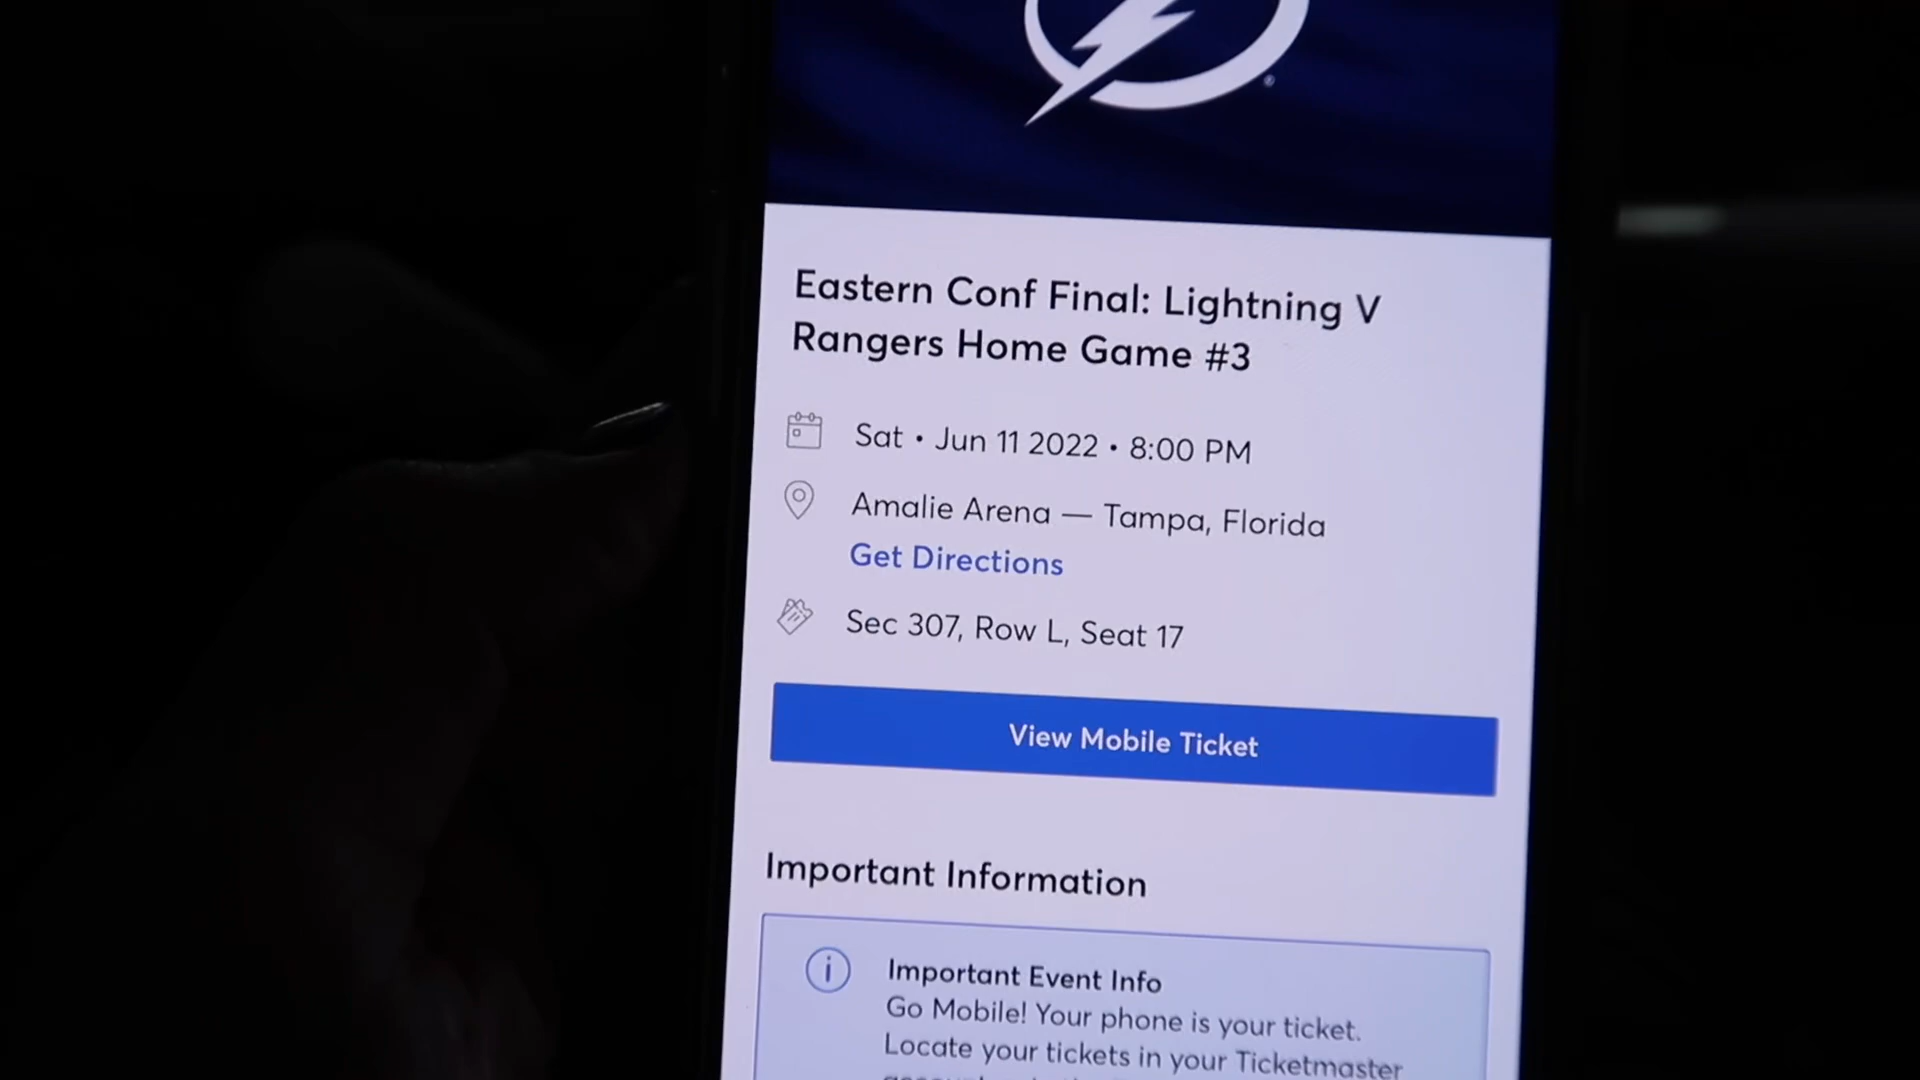 Eastern Conf Final: Lightning V
Rangers Home Game #3
Sat • Jun 11 2022 • 8:00 PM
Amalie Arena — Tampa, Florida
Get Directions
Sec 307, Row L, Seat 17
View Mobile Ticket
Important Information
Important Event Info
Go Mobile! Your phone is your ticket.
Locate your tickets in your Ticketmaster